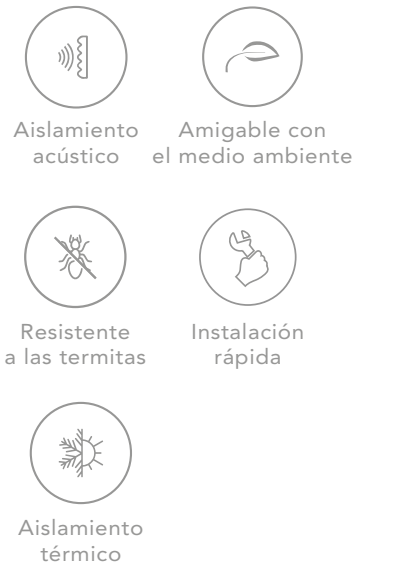 Aislamiento
acústico
Amigable con
el medio ambiente
Resistente
a las termitas
Instalación
rápida
Aislamiento
térmico